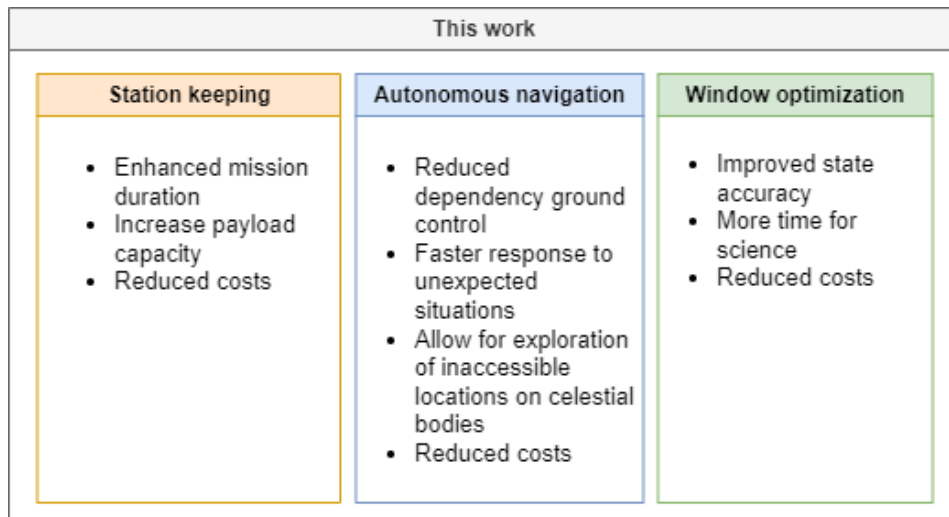 This work
Station keeping
• Enhanced mission
duration
• Increase payload
capacity
• Reduced costs
Autonomous navigation
• Reduced
dependency ground
control
• Faster response to
unexpected
situations
• Allow for exploration
of inaccessible
locations on celestial
bodies
• Reduced costs
Window optimization
• Improved state
accuracy
• More time for
science
• Reduced costs